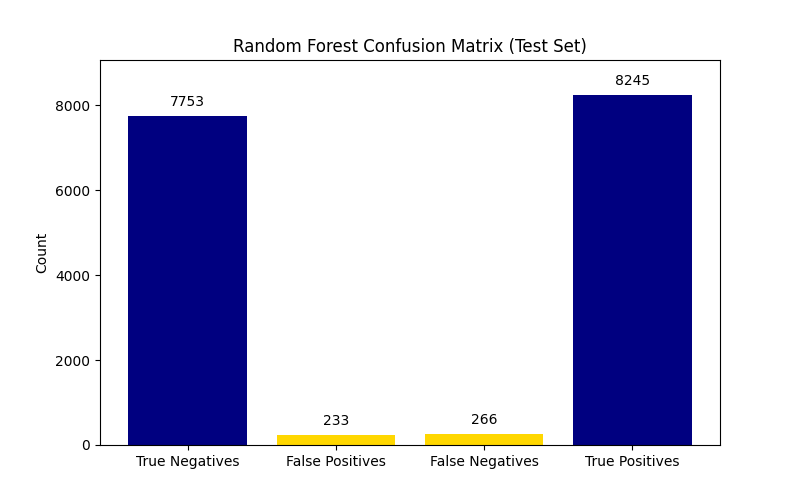 Random Forest Confusion Matrix (Test Set)
8245
7753
8000
6000
Count
4000
2000
233
266
0
True Negatives
False Positives
False Negatives
True Positives